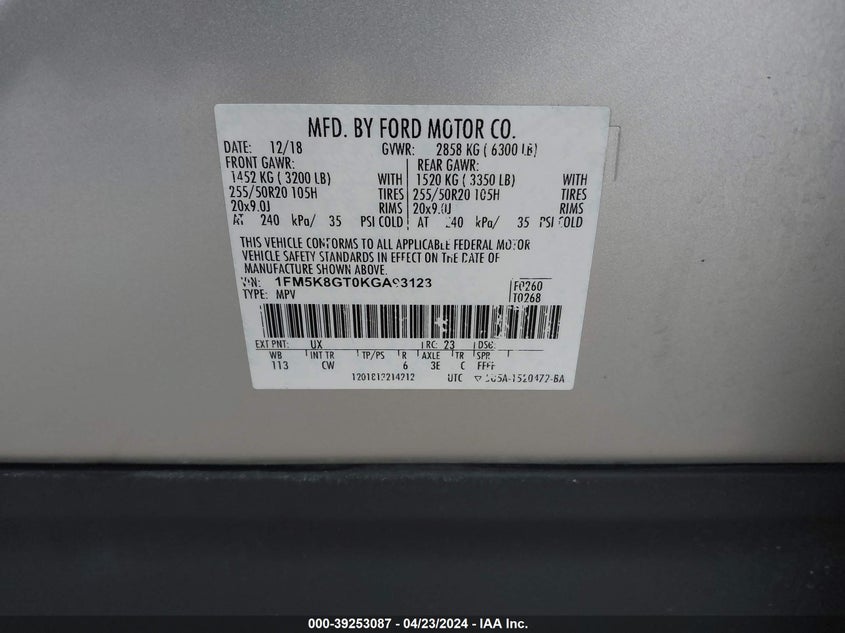 MFD. BY FORD MOTOR CO.
DATE: 12/18 GVWR: 2858 KG ( 6300 LB)
FRONT GAWR: REAR GAWR:
1452 KG ( 3200 LB) WITH 1520 KG ( 3350 LB) WITH
255/50R20 105H TIRES 255/50R20 105H TIRES
20x9.0J RIMS 20x9.0J RIMS
AT 240 kPa/ 35 PSI COLD AT 240 kPa/ 35 PSI COLD
THIS VEHICLE CONFORMS TO ALL APPLICABLE FEDERAL MOTOR
VEHICLE SAFETY STANDARDS IN EFFECT ON THE DATE OF
MANUFACTURE SHOWN ABOVE.
VIN: F0260
TYPE: MPV T0268
EXT PNT: UX RC: 23 DSO:
WB INT TR TP/PS R AXLE TR SPR
113 CW 6 3E C FFFF
UTC
000-39253087 - 04/23/2024 - IAA Inc.